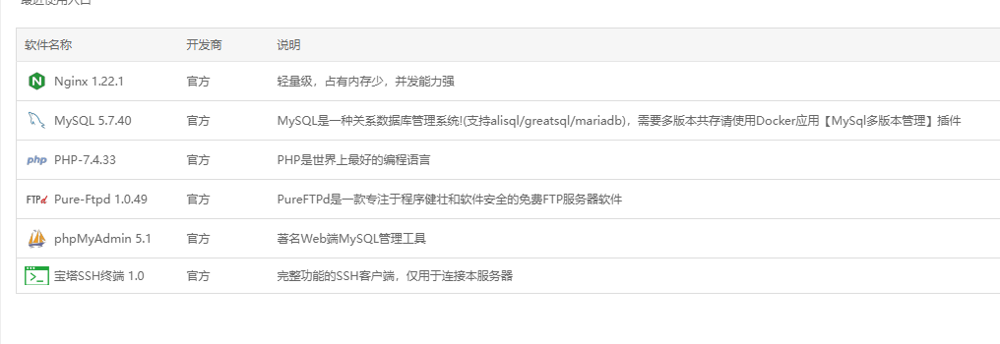 最近使用入口
软件名称 开发商 说明
Nginx 1.22.1 官方 轻量级，占有内存少，并发能力强
MySQL 5.7.40 官方 MySQL是一种关系数据库管理系统!(支持alisql/greatsql/mariadb)，需要多版本共存请使用Docker应用【MySql多版本管理】插件
php PHP-7.4.33 官方 PHP是世界上最好的编程语言
FTPd Pure-Ftpd 1.0.49 官方 PureFTPd是一款专注于程序健壮和软件安全的免费FTP服务器软件
phpMyAdmin 5.1 官方 著名Web端MySQL管理工具
宝塔SSH终端 1.0 官方 完整功能的SSH客户端，仅用于连接本服务器